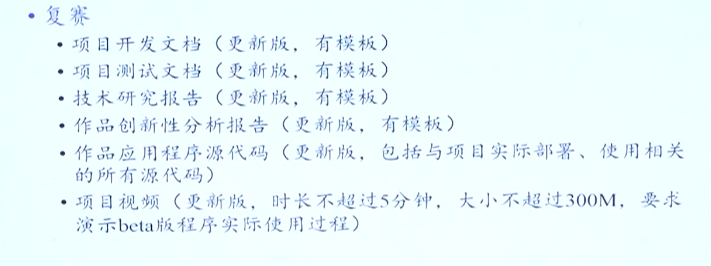 • 复赛
• 项目开发文档（更新版，有模板）
• 项目测试文档（更新版，有模板）
• 技术研究报告（更新版，有模板）
• 作品创新性分析报告（更新版，有模板）
• 作品应用程序源代码（更新版，包括与项目实际部署、使用相关
的所有源代码）
• 项目视频（更新版，时长不超过5分钟，大小不超过300M，要求
演示beta版程序实际使用过程）